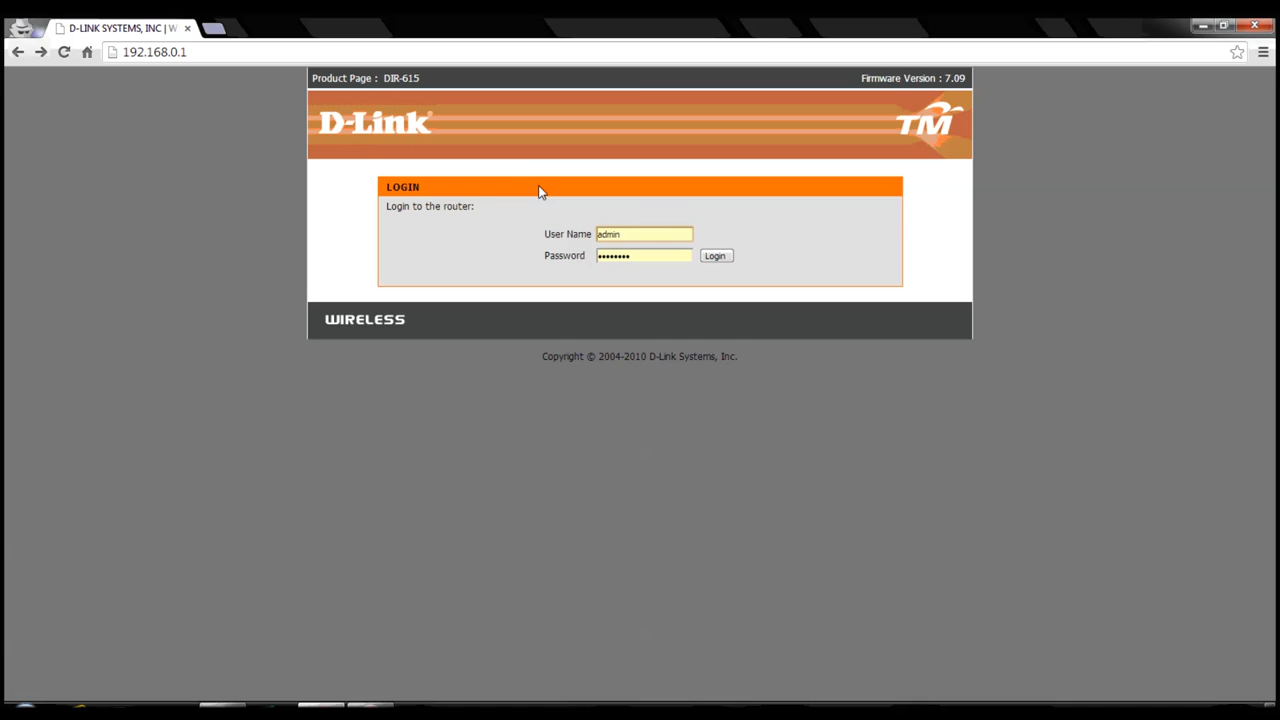 D-LINK SYSTEMS, INC | W
192.168.0.1
Product Page : DIR-615 Firmware Version : 7.09
D-Link® TM
LOGIN
Login to the router:
User Name admin
Password •••••••• Login
WIRELESS
Copyright © 2004-2010 D-Link Systems, Inc.